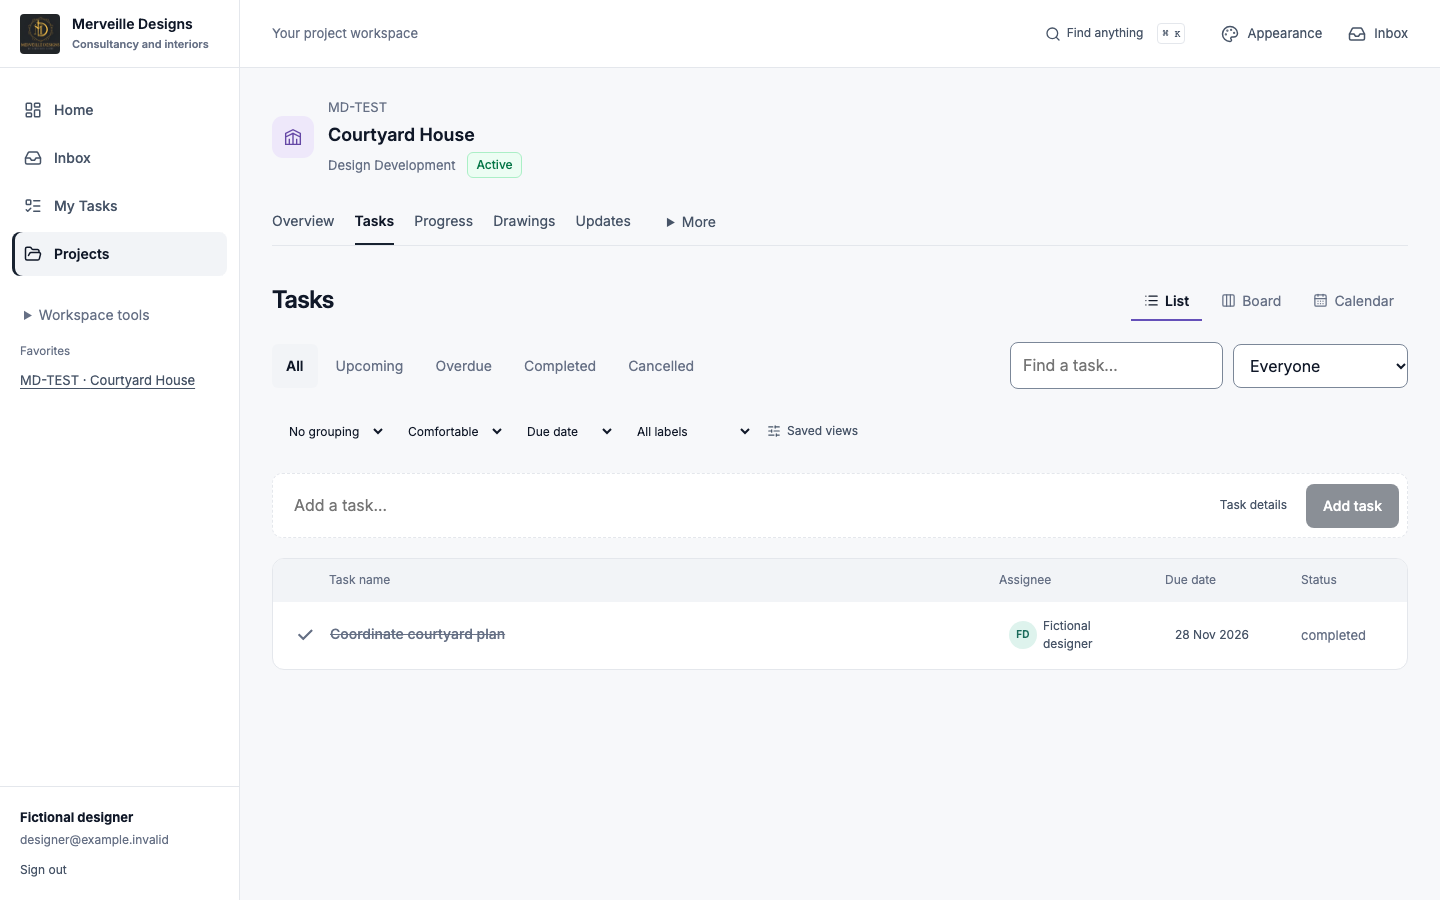 Merveille Designs
Consultancy and interiors
Your project workspace
Find anything
⌘ K
Appearance
Inbox
Home
Inbox
My Tasks
Projects
Workspace tools
Favorites
MD-TEST · Courtyard House
MD-TEST
Courtyard House
Design Development
Active
Overview
Tasks
Progress
Drawings
Updates
More
Tasks
List
Board
Calendar
All
Upcoming
Overdue
Completed
Cancelled
Find a task...
Everyone
No grouping
Comfortable
Due date
All labels
Saved views
Add a task...
Task details
Add task
Task name
Assignee
Due date
Status
Coordinate courtyard plan
FD
Fictional
designer
28 Nov 2026
completed
Fictional designer
designer@example.invalid
Sign out